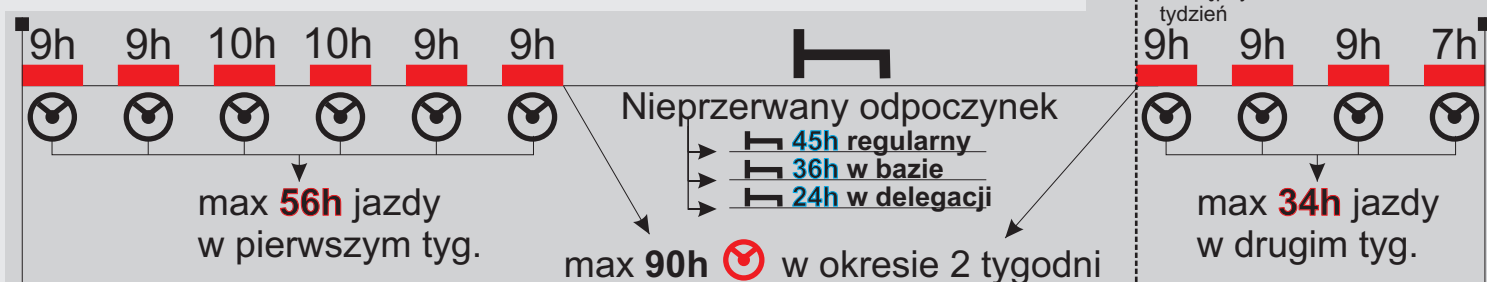 tydzień
9h 9h 10h 10h 9h 9h
9h 9h 9h 7h
Nieprzerwany odpoczynek
45h regularny
36h w bazie
24h w delegacji
max 56h jazdy
w pierwszym tyg.
max 90h w okresie 2 tygodni
max 34h jazdy
w drugim tyg.